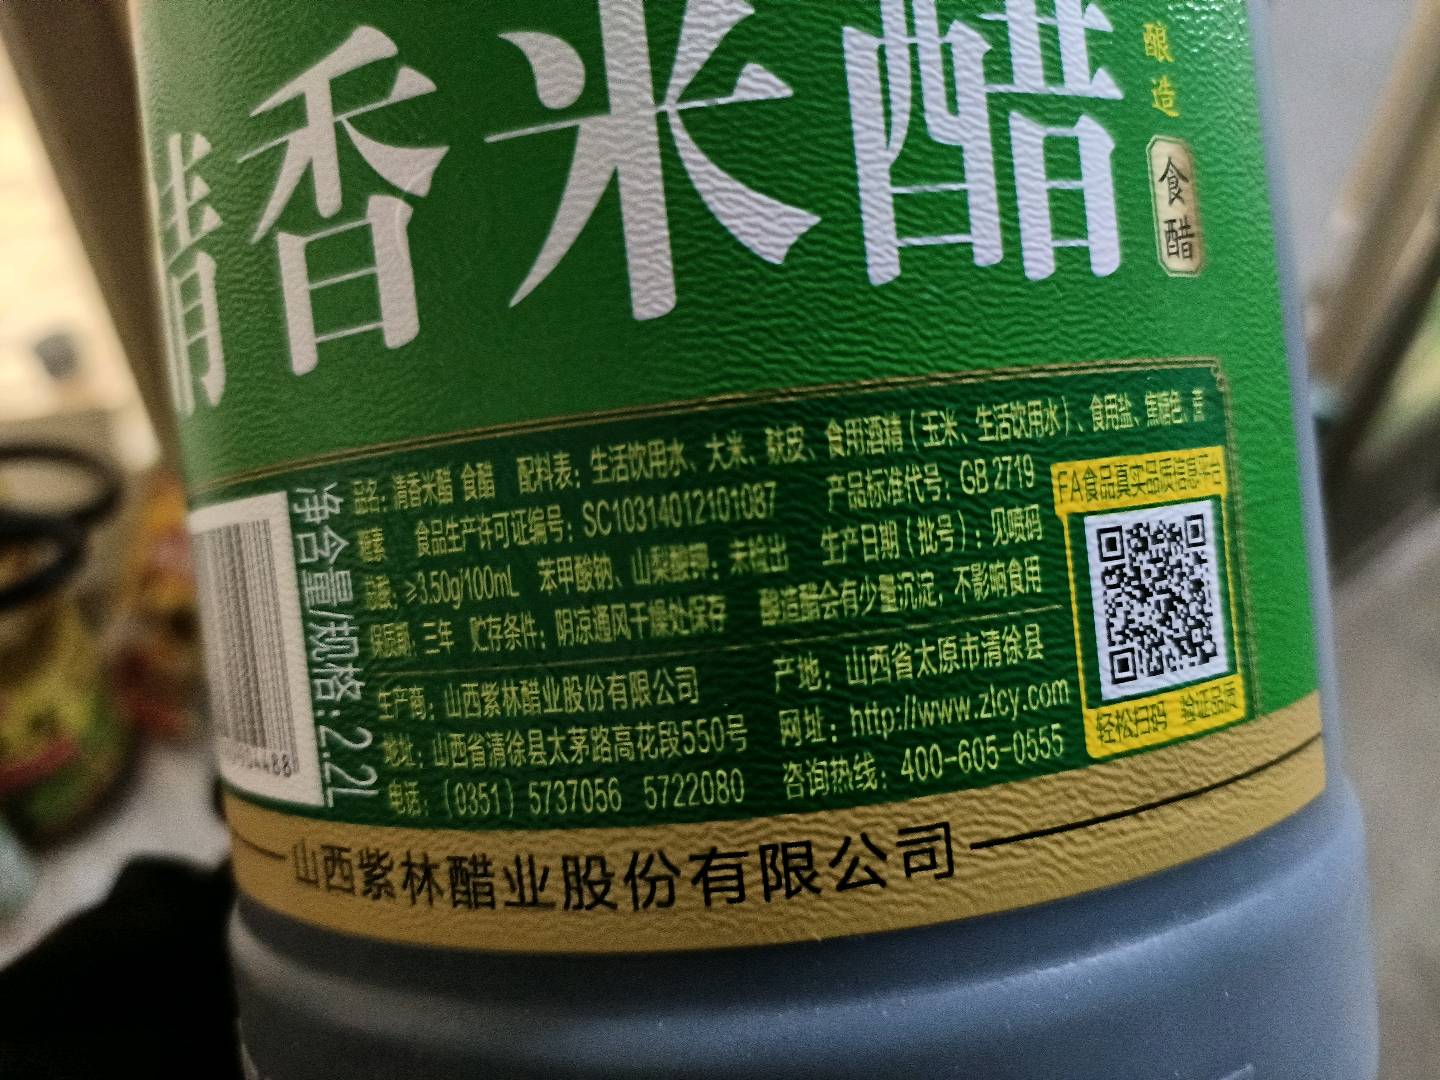 清香米醋
酿造
食醋
品名：清香米醋 食醋 配料表：生活饮用水、大米、麸皮、食用酒精（玉米、生活饮用水）、食用盐、焦糖色、
糖素 食品生产许可证编号：SC10314012101087 产品标准代号：GB 2719
总酸：≥3.50g/100mL 苯甲酸钠、山梨酸钾：未检出 生产日期（批号）：见喷码
保质期：三年 贮存条件：阴凉通风干燥处保存 酿造醋会有少量沉淀，不影响食用
生产商：山西紫林醋业股份有限公司 产地：山西省太原市清徐县
地址：山西省清徐县太茅路高花段550号 网址：http://www.zlcy.com
电话：（0351）5737056 5722080 咨询热线：400-605-0555
净含量/规格：2.2L
FA食品真实品质信息平台
轻松扫码 验证品质
山西紫林醋业股份有限公司